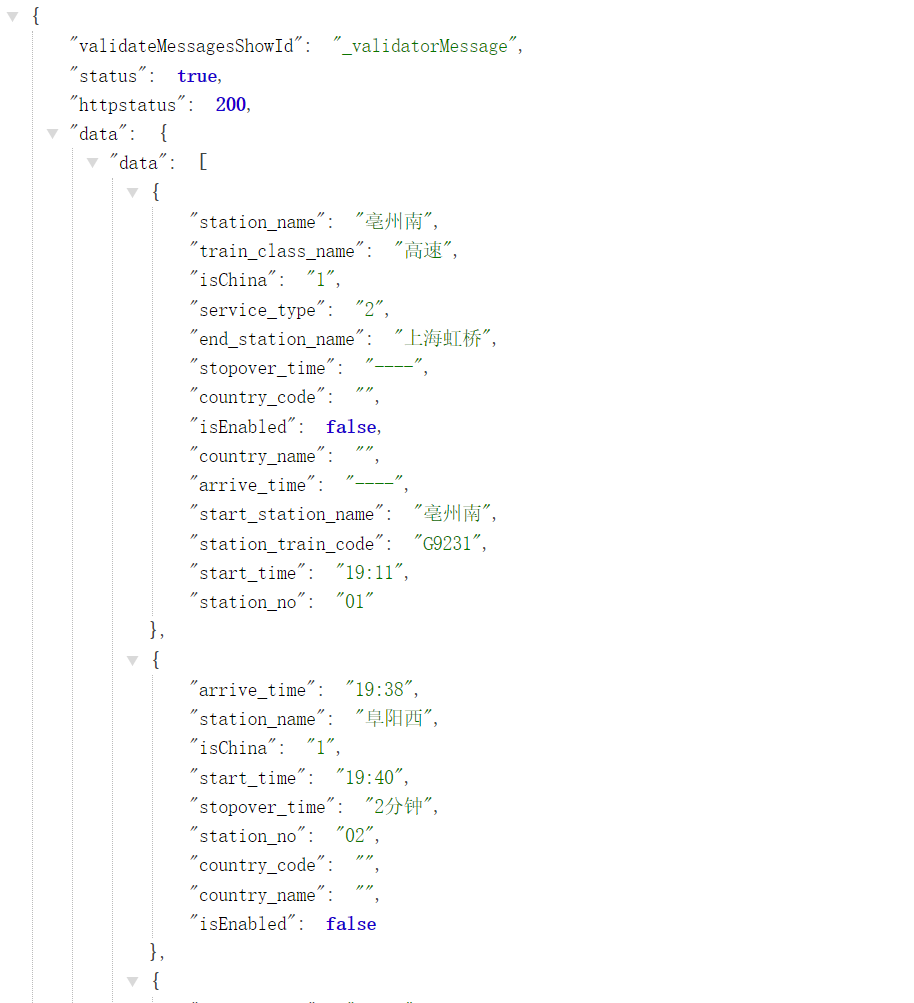 {
"validateMessagesShowId": "_validatorMessage",
"status": true,
"httpstatus": 200,
"data": {
"data": [
{
"station_name": "亳州南",
"train_class_name": "高速",
"isChina": "1",
"service_type": "2",
"end_station_name": "上海虹桥",
"stopover_time": "----",
"country_code": "",
"isEnabled": false,
"country_name": "",
"arrive_time": "----",
"start_station_name": "亳州南",
"station_train_code": "G9231",
"start_time": "19:11",
"station_no": "01"
},
{
"arrive_time": "19:38",
"station_name": "阜阳西",
"isChina": "1",
"start_time": "19:40",
"stopover_time": "2分钟",
"station_no": "02",
"country_code": "",
"country_name": "",
"isEnabled": false
},
{